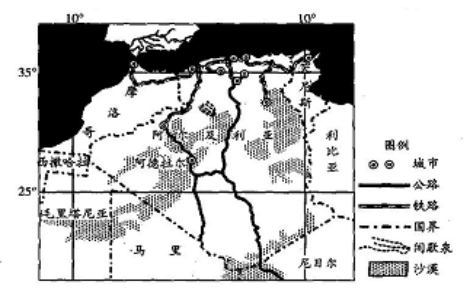 10°
10°
35°
25°
摩
洛
哥
阿尔及利亚
突尼斯
利比亚
西撒哈拉
阿德拉尔
毛里塔尼亚
马里
尼日尔
图例
城市
公路
铁路
国界
间歇泉
沙漠